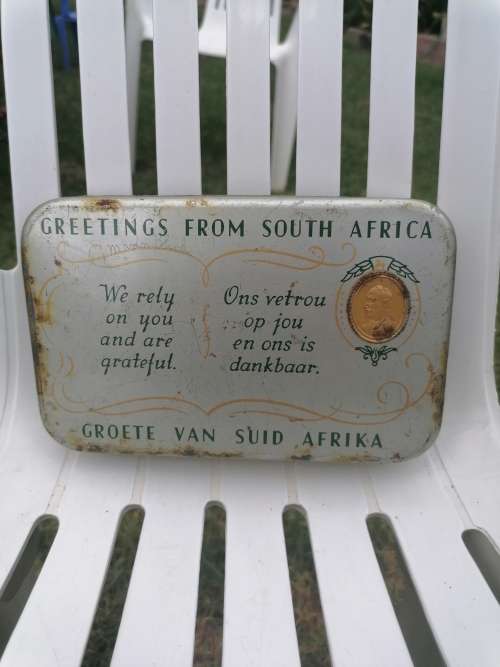 GREETINGS FROM SOUTH AFRICA
We rely
on you
and are
grateful.
Ons vetrou
op jou
en ons is
dankbaar.
GROETE VAN SUID AFRIKA